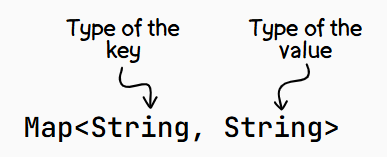 Type of the
key
Type of the
value
Map<String, String>